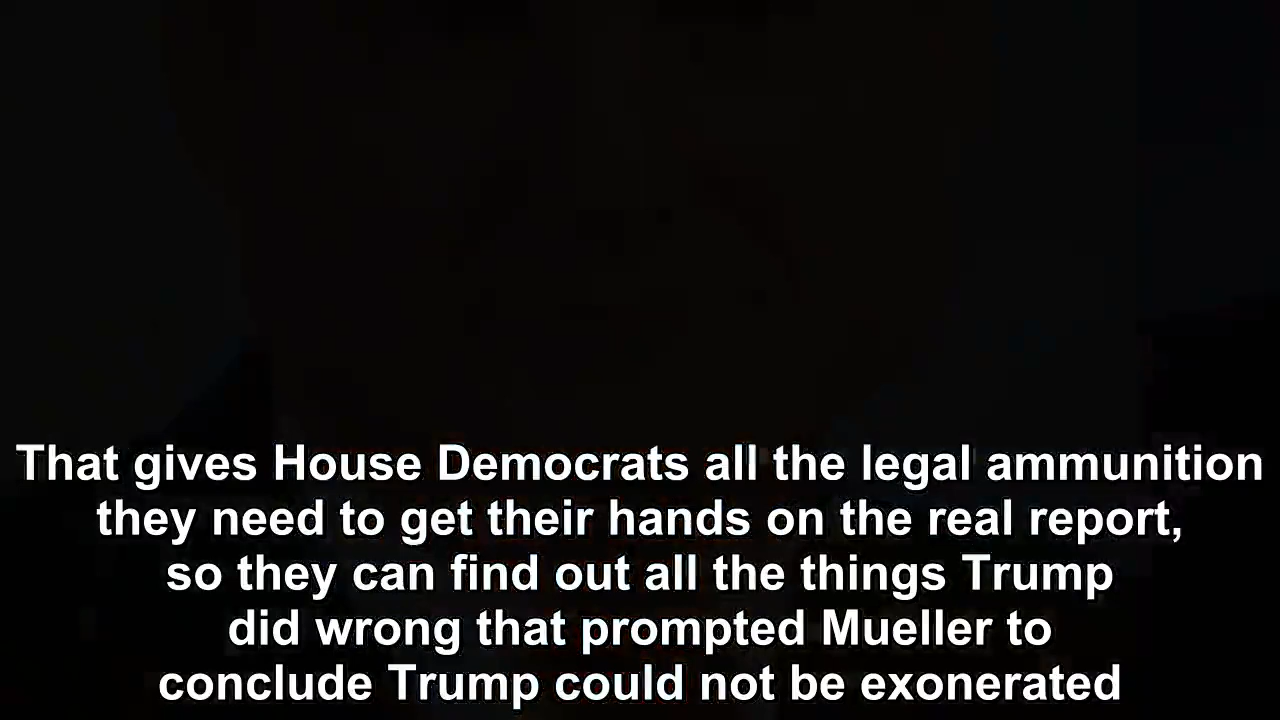 That gives House Democrats all the legal ammunition
they need to get their hands on the real report,
so they can find out all the things Trump
did wrong that prompted Mueller to
conclude Trump could not be exonerated